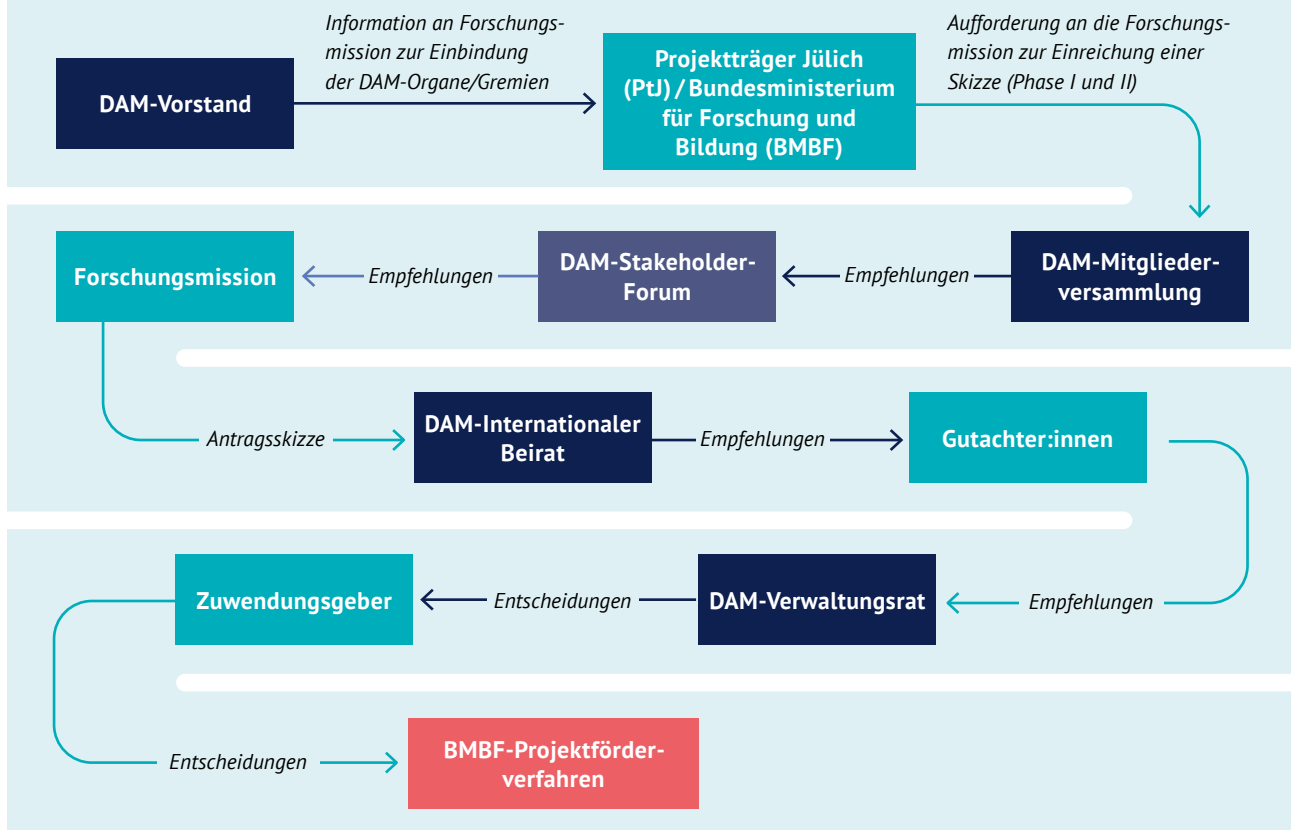 DAM-Vorstand
Information an Forschungs-
mission zur Einbindung
der DAM-Organe/Gremien
Projektträger Jülich
(PtJ) / Bundesministerium
für Forschung und
Bildung (BMBF)
Aufforderung an die Forschungs-
mission zur Einreichung einer
Skizze (Phase I und II)
DAM-Mitglieder-
versammlung
Empfehlungen
DAM-Stakeholder-
Forum
Empfehlungen
Forschungsmission
Antragsskizze
DAM-Internationaler
Beirat
Empfehlungen
Gutachter:innen
Empfehlungen
DAM-Verwaltungsrat
Entscheidungen
Zuwendungsgeber
Entscheidungen
BMBF-Projektförder-
verfahren